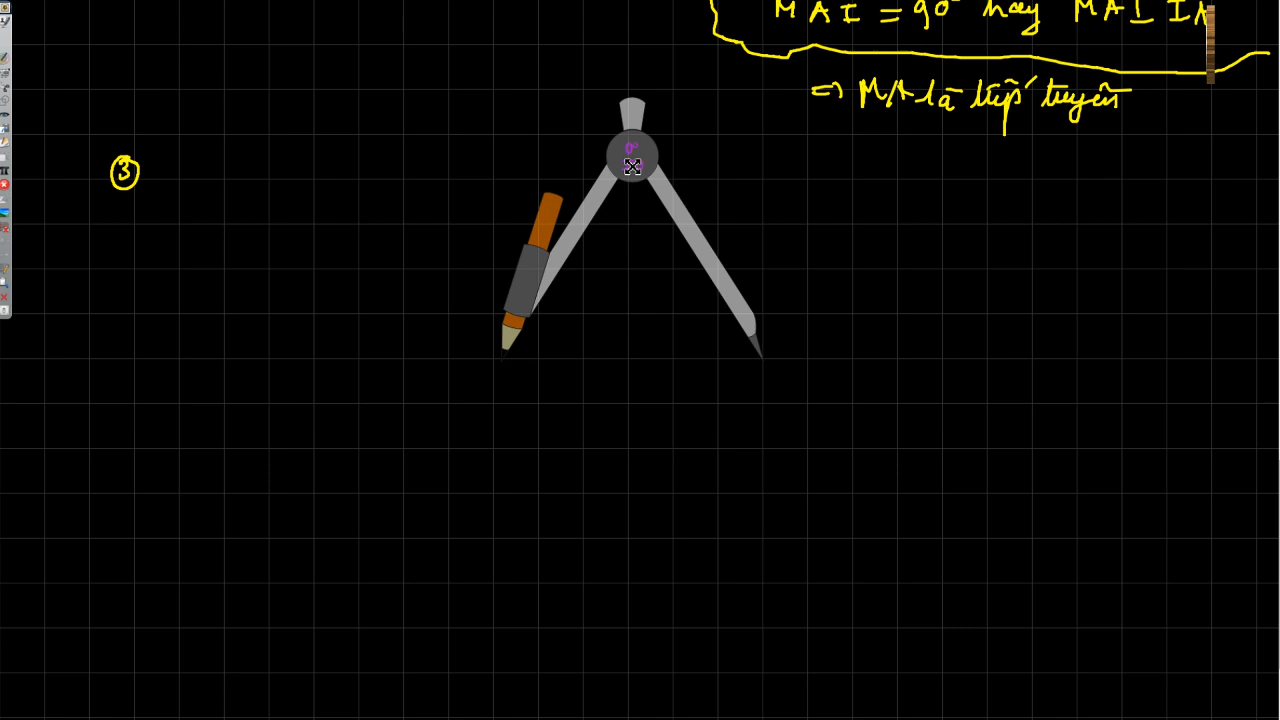 MAI = 90° hay MA ⊥ IA
=> MA là tiếp tuyến
0°
3